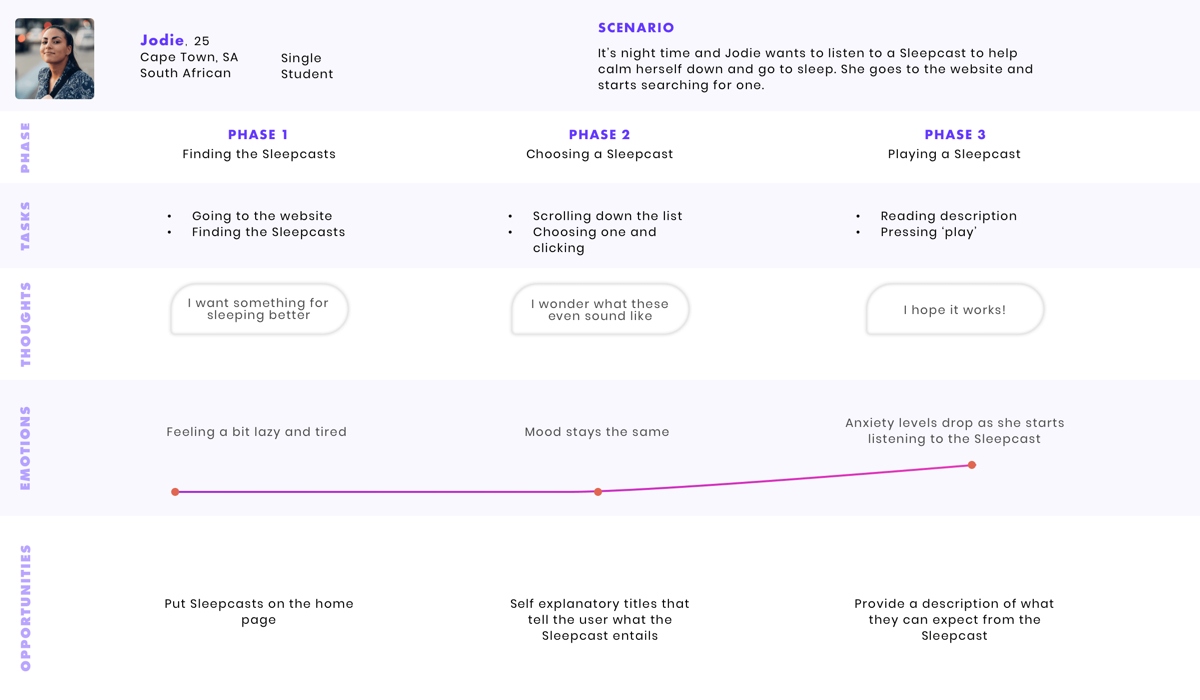 Jodie, 25
Cape Town, SA
South African
Single
Student
SCENARIO
It's night time and Jodie wants to listen to a Sleepcast to help
calm herself down and go to sleep. She goes to the website and
starts searching for one.
PHASE
PHASE 1
Finding the Sleepcasts
PHASE 2
Choosing a Sleepcast
PHASE 3
Playing a Sleepcast
TASKS
• Going to the website
• Finding the Sleepcasts
• Scrolling down the list
• Choosing one and
clicking
• Reading description
• Pressing 'play'
THOUGHTS
I want something for
sleeping better
I wonder what these
even sound like
I hope it works!
EMOTIONS
Feeling a bit lazy and tired
Mood stays the same
Anxiety levels drop as she starts
listening to the Sleepcast
OPPORTUNITIES
Put Sleepcasts on the home
page
Self explanatory titles that
tell the user what the
Sleepcast entails
Provide a description of what
they can expect from the
Sleepcast